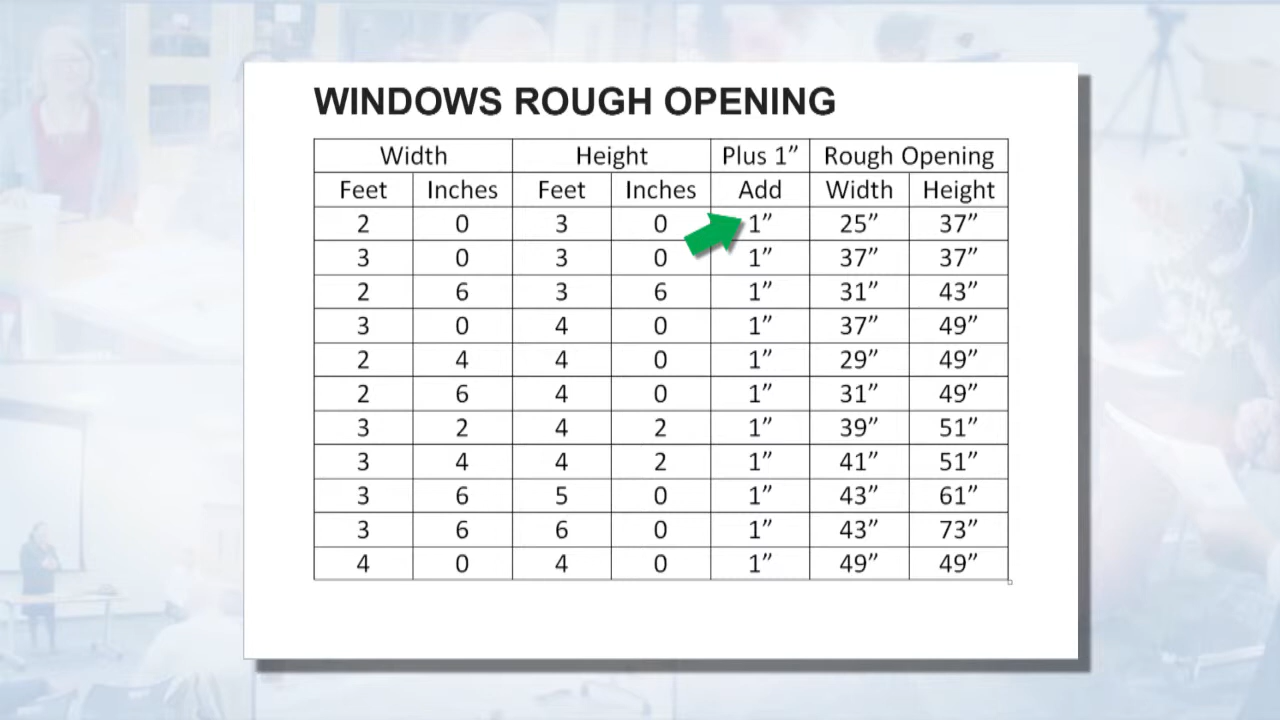 WINDOWS ROUGH OPENING
Width Height Plus 1” Rough Opening
Feet Inches Feet Inches Add Width Height
2 0 3 0 1” 25” 37”
3 0 3 0 1” 37” 37”
2 6 3 6 1” 31” 43”
3 0 4 0 1” 37” 49”
2 4 4 0 1” 29” 49”
2 6 4 0 1” 31” 49”
3 2 4 2 1” 39” 51”
3 4 4 2 1” 41” 51”
3 6 5 0 1” 43” 61”
3 6 6 0 1” 43” 73”
4 0 4 0 1” 49” 49”